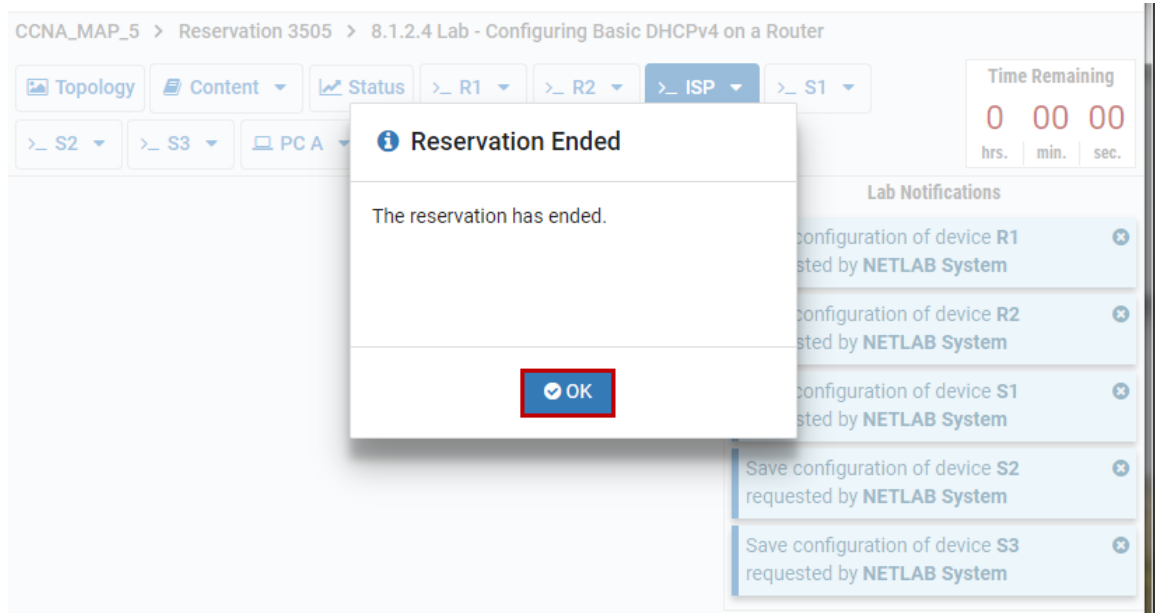 CCNA_MAP_5 > Reservation 3505 > 8.1.2.4 Lab - Configuring Basic DHCPv4 on a Router
Topology Content Status >_ R1 >_ R2 >_ ISP >_ S1
>_ S2 >_ S3 PC A
Time Remaining
0 00 00
hrs. min. sec.
Reservation Ended
The reservation has ended.
OK
Lab Notifications
configuration of device R1
requested by NETLAB System
configuration of device R2
requested by NETLAB System
configuration of device S1
requested by NETLAB System
Save configuration of device S2
requested by NETLAB System
Save configuration of device S3
requested by NETLAB System